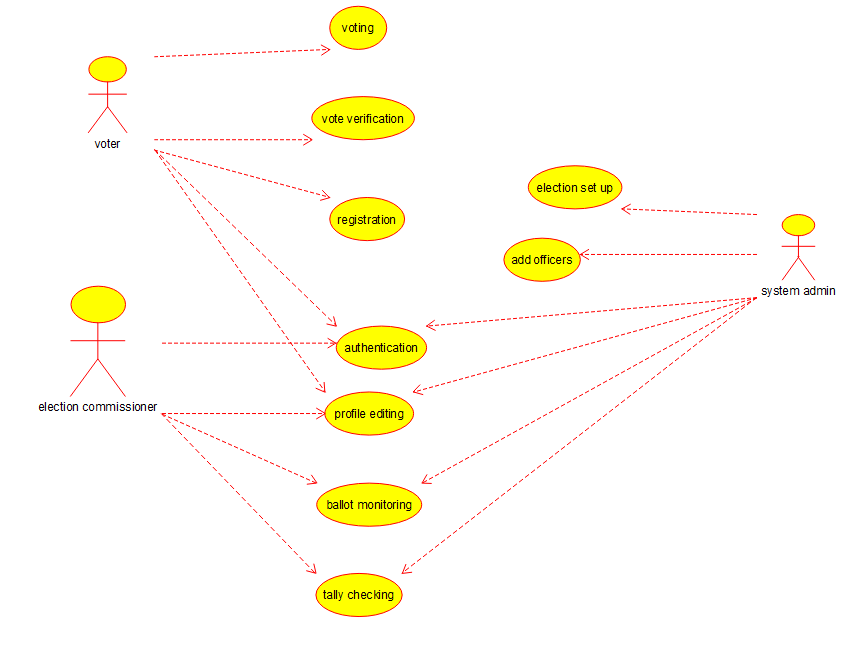 voting
voter
vote verification
election set up
registration
add officers
system admin
authentication
election commissioner
profile editing
ballot monitoring
tally checking